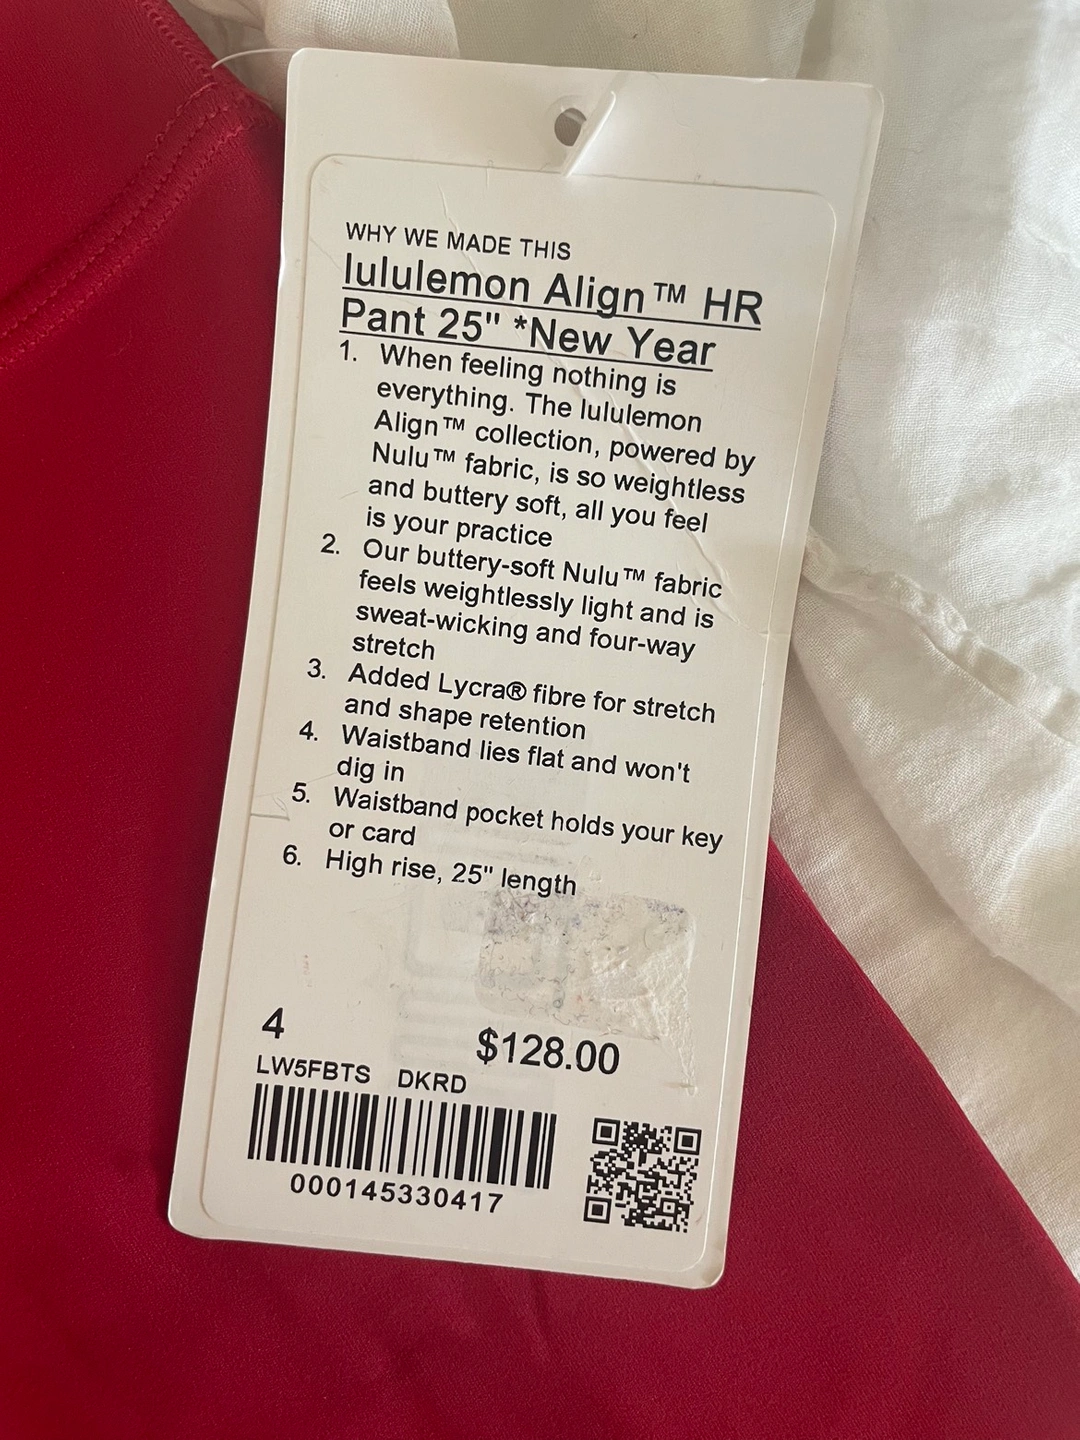 WHY WE MADE THIS
lululemon Align™ HR
Pant 25" *New Year
1. When feeling nothing is
everything. The lululemon
Align™ collection, powered by
Nulu™ fabric, is so weightless
and buttery soft, all you feel
is your practice
2. Our buttery-soft Nulu™ fabric
feels weightlessly light and is
sweat-wicking and four-way
stretch
3. Added Lycra® fibre for stretch
and shape retention
4. Waistband lies flat and won't
dig in
5. Waistband pocket holds your key
or card
6. High rise, 25" length
4
$128.00
LW5FBTS DKRD
000145330417